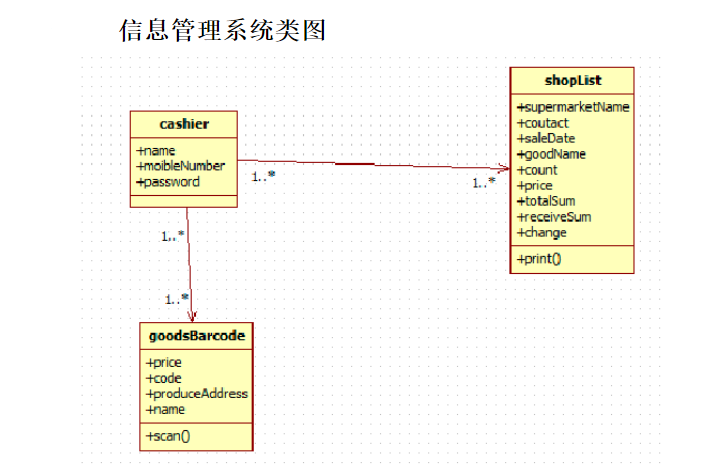 信息管理系统类图
cashier
+name
+moibleNumber
+password
1..*
1..*
shopList
+supermarketName
+coutact
+saleDate
+goodName
+count
+price
+totalSum
+receiveSum
+change
+print()
1..*
1..*
goodsBarcode
+price
+code
+produceAddress
+name
+scan()